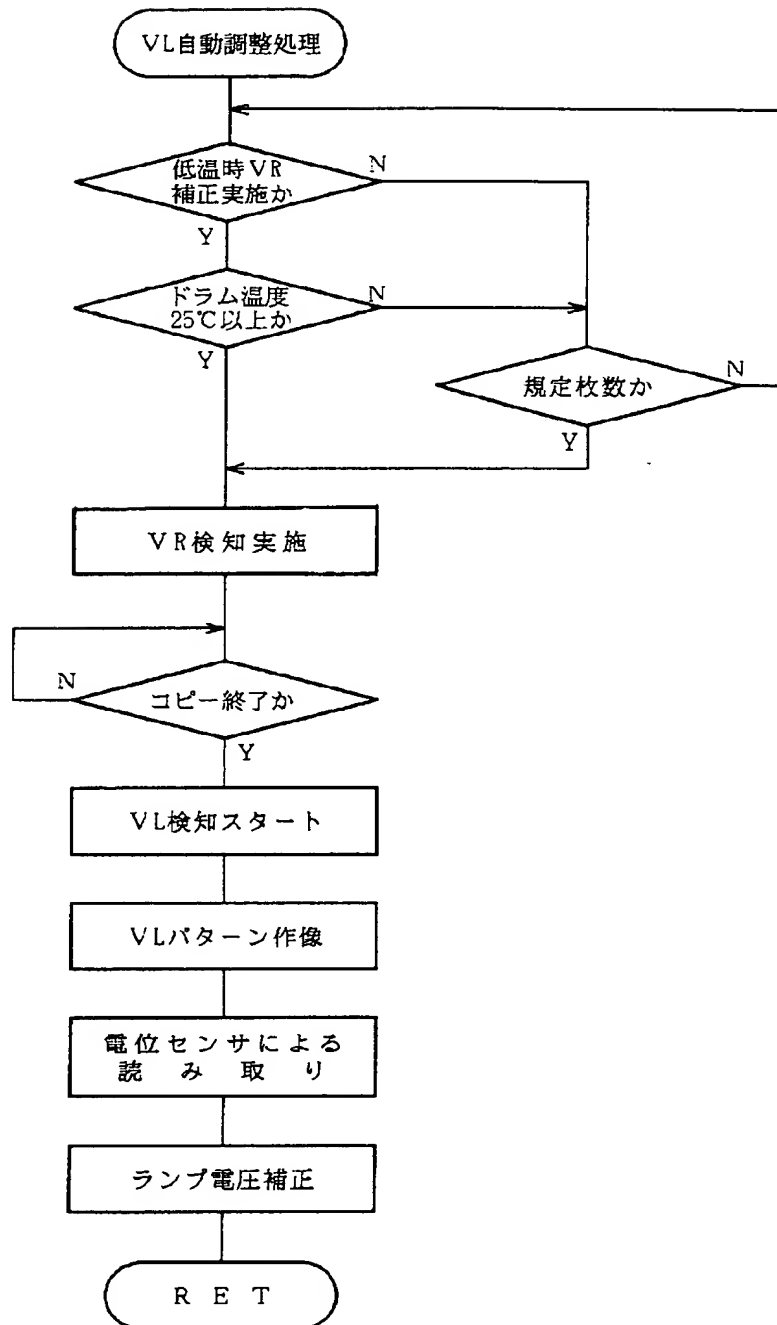 VL自動調整処理
低温時VR
補正実施か
N
Y
ドラム温度
25℃以上か
N
Y
規定枚数か
N
Y
VR検知実施
コピー終了か
N
Y
VL検知スタート
VLパターン作像
電位センサによる
読み取り
ランプ電圧補正
RET